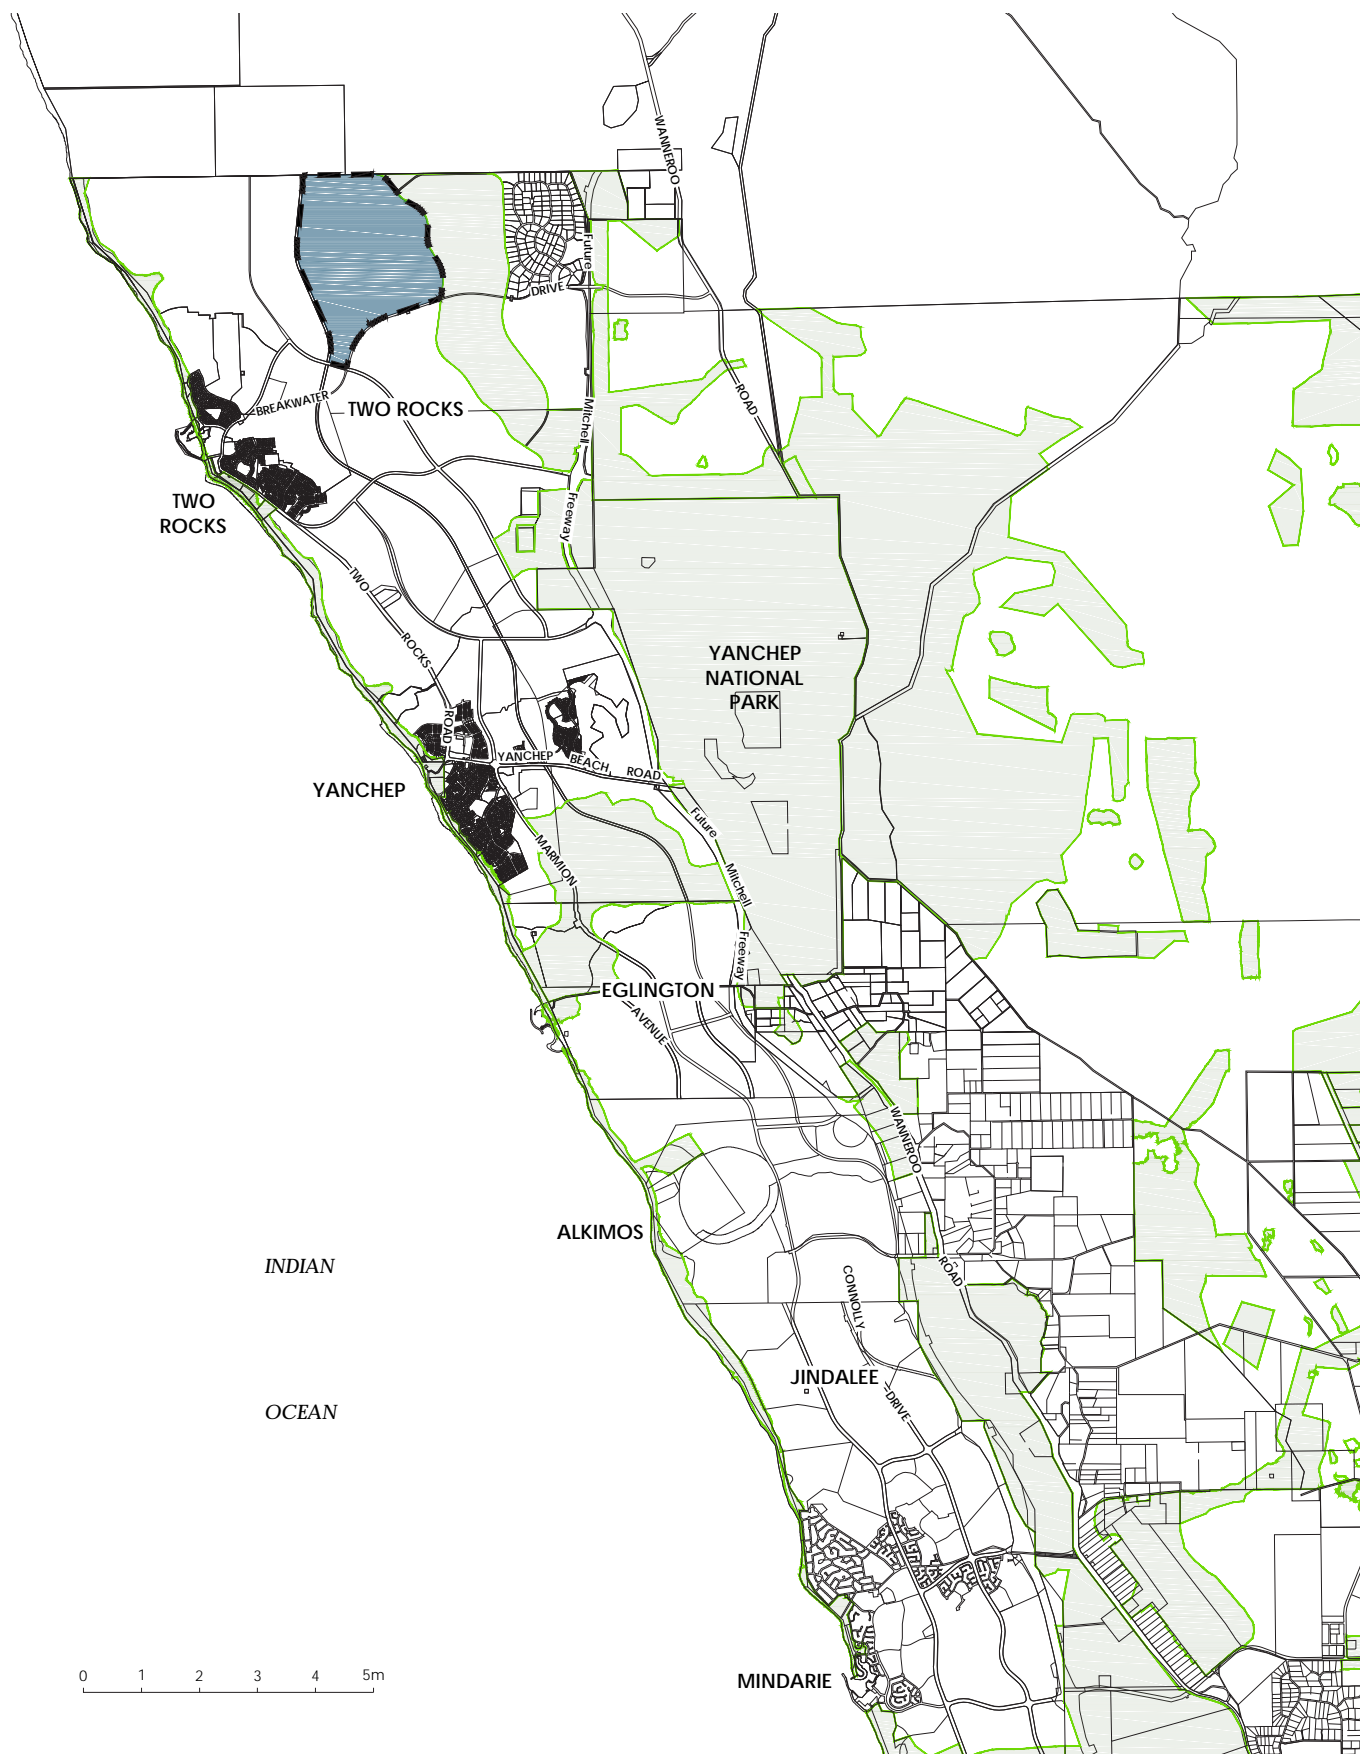 WANNEROO
Future
DRIVE
ROAD
Mitchell
BREAKWATER
TWO ROCKS
TWO
ROCKS
Freeway
TWO
ROCKS
ROAD
YANCHEP
NATIONAL
PARK
YANCHEP
BEACH
ROAD
YANCHEP
Future
MARMION
Mitchell
Freeway
EGLINGTON
AVENUE
WANNEROO
ALKIMOS
ROAD
INDIAN
CONNOLLY
JINDALEE
DRIVE
OCEAN
0 1 2 3 4 5m
MINDARIE